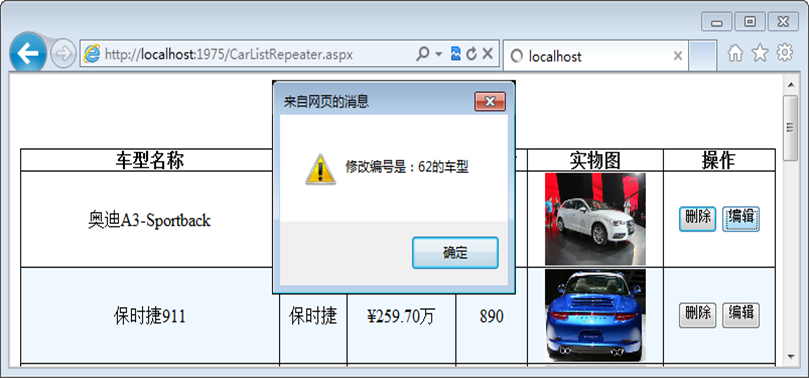 http://localhost:1975/CarListRepeater.aspx
localhost
来自网页的消息
修改编号是：62的车型
确定
车型名称 实物图 操作
奥迪A3-Sportback 删除 编辑
保时捷911 保时捷 ¥259.70万 890 删除 编辑